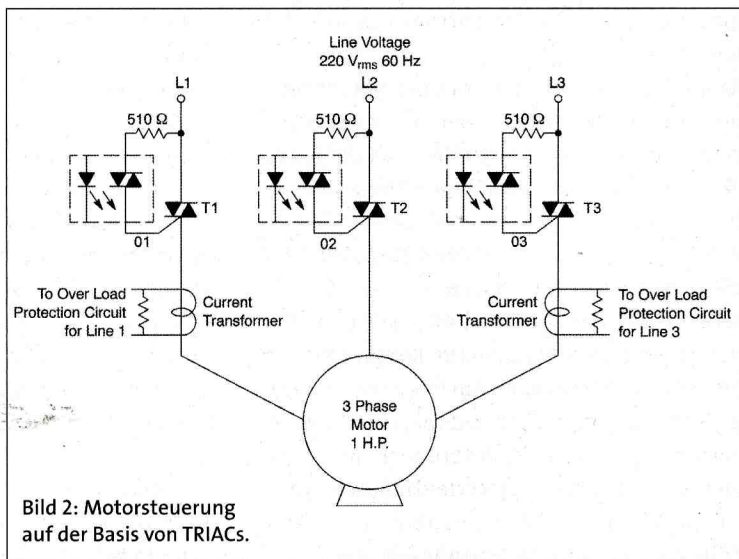 Line Voltage
220 Vrms 60 Hz
L1
L2
L3
510 Ω
510 Ω
510 Ω
T1
T2
T3
01
02
03
To Over Load
Protection Circuit
for Line 1
Current
Transformer
Current
Transformer
To Over Load
Protection Circuit
for Line 3
3 Phase
Motor
1 H.P.
Bild 2: Motorsteuerung
auf der Basis von TRIACs.